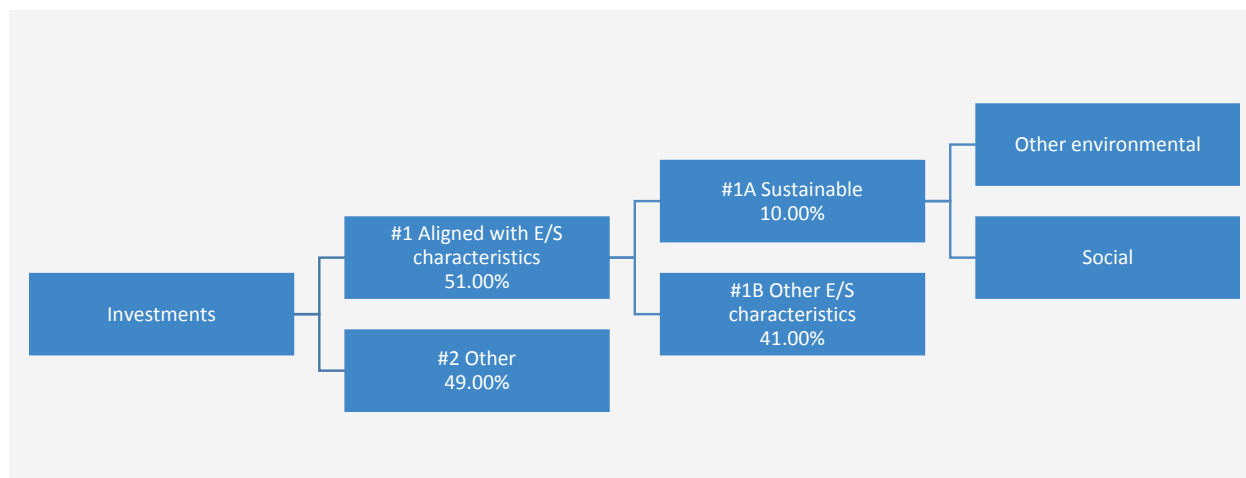 Investments
#1 Aligned with E/S
characteristics
51.00%
#2 Other
49.00%
#1A Sustainable
10.00%
#1B Other E/S
characteristics
41.00%
Other environmental
Social